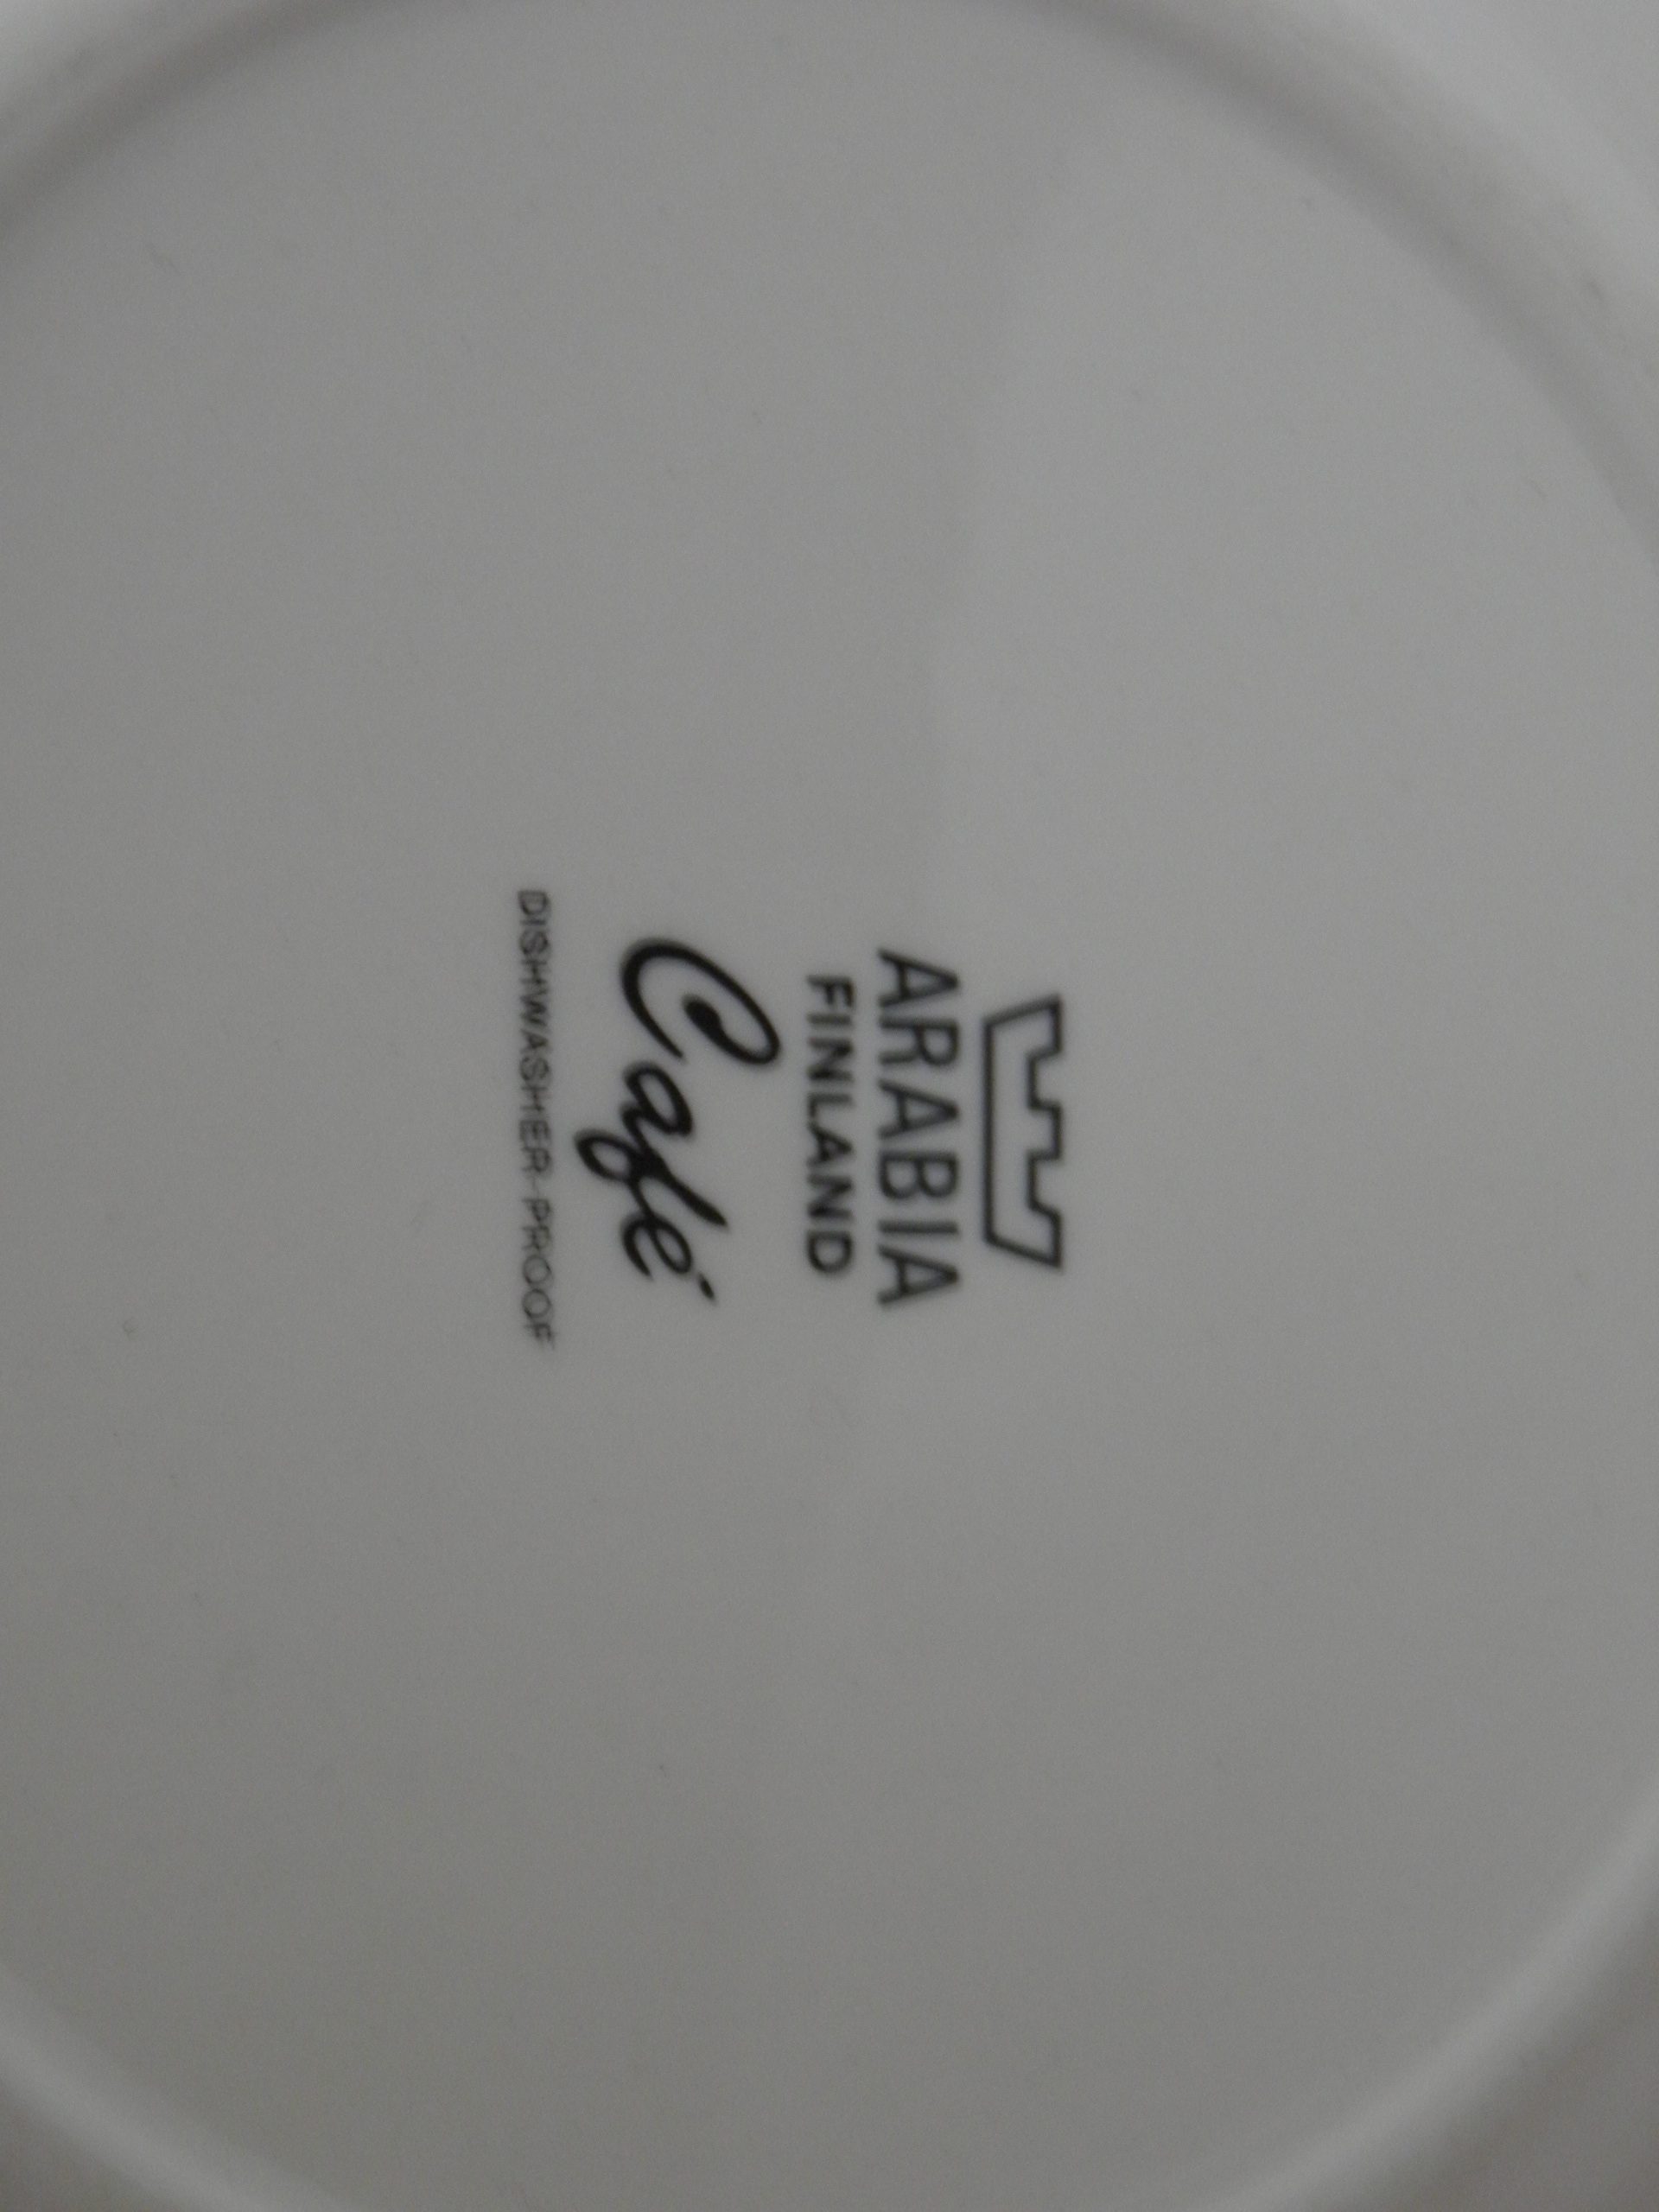 ARABIA
FINLAND
Café
DISHWASHER-PROOF